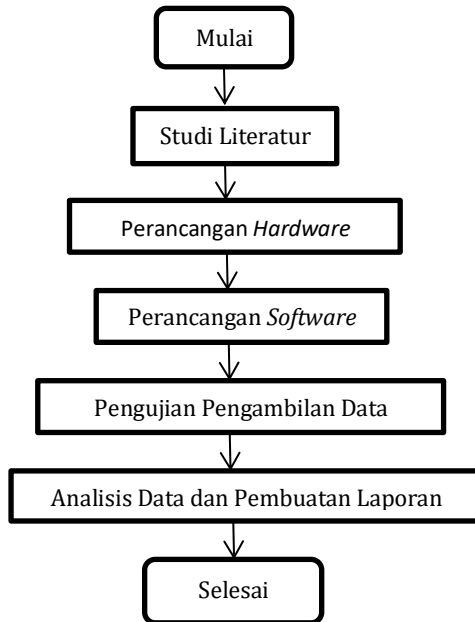 Mulai
Studi Literatur
Perancangan Hardware
Perancangan Software
Pengujian Pengambilan Data
Analisis Data dan Pembuatan Laporan
Selesai